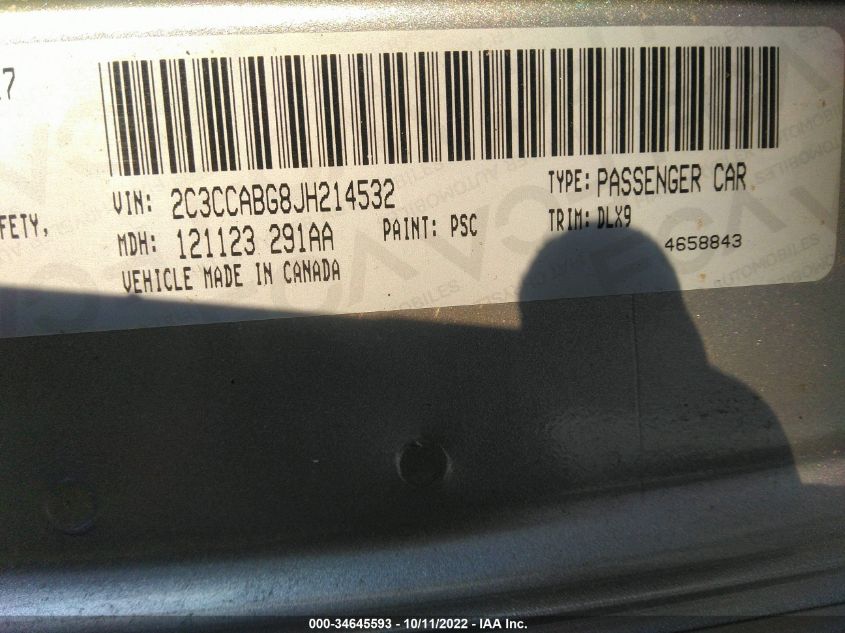 17
VIN: 2C3CCABG8JH214532
TYPE: PASSENGER CAR
FETY,
MDH: 121123 291AA
PAINT: PSC
TRIM: DLX9
4658843
VEHICLE MADE IN CANADA
000-34645593 / 10/11/2022 - IAA Inc.